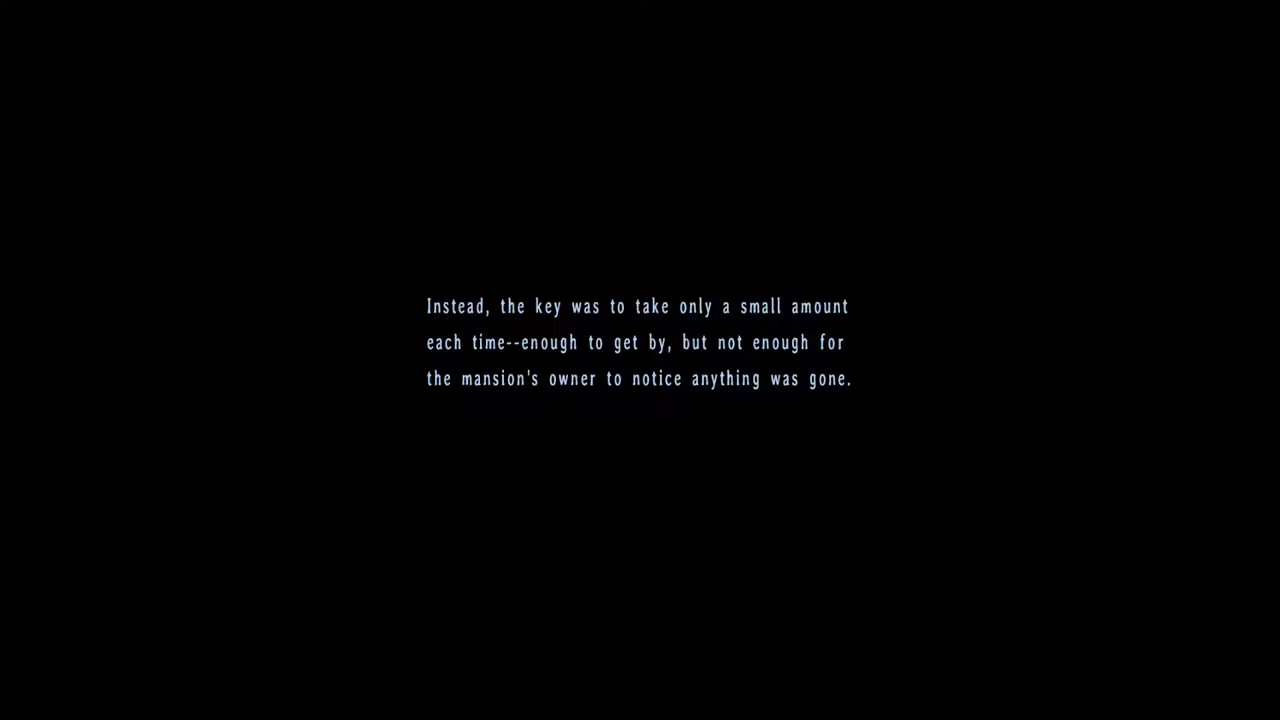 Instead, the key was to take only a small amount
each time--enough to get by, but not enough for
the mansion's owner to notice anything was gone.